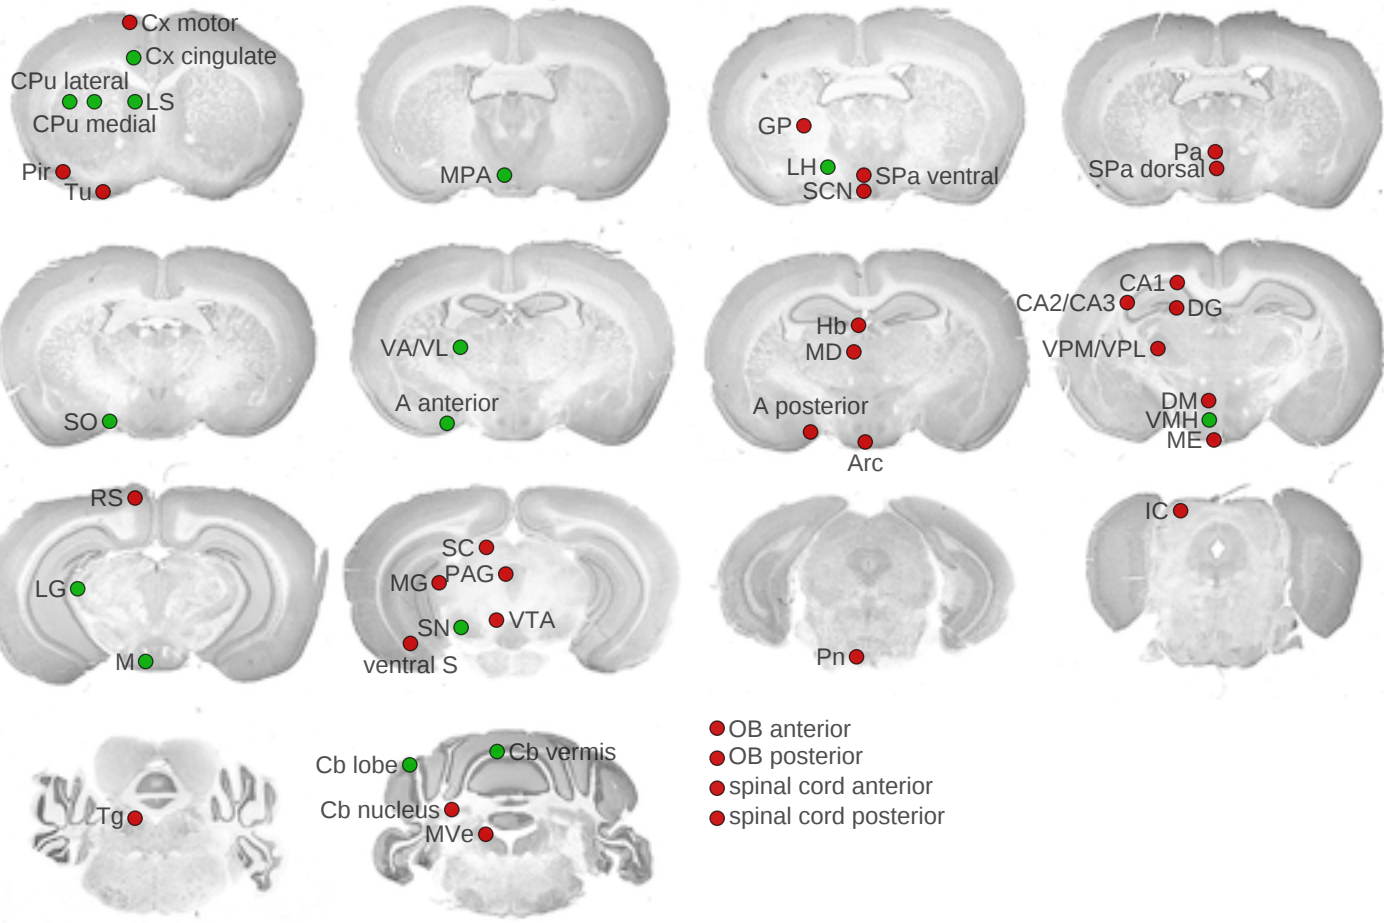 Cx motor
Cx cingulate
CPu lateral
LS
CPu medial
Pir
Tu
MPA
GP
LH
SPa ventral
SCN
Pa
SPa dorsal
SO
VA/VL
A anterior
Hb
MD
A posterior
Arc
CA1
CA2/CA3
DG
VPM/VPL
DM
VMH
ME
RS
LG
M
SC
MG
PAG
SN
VTA
ventral S
Pn
IC
Tg
Cb lobe
Cb vermis
Cb nucleus
MVe
OB anterior
OB posterior
spinal cord anterior
spinal cord posterior